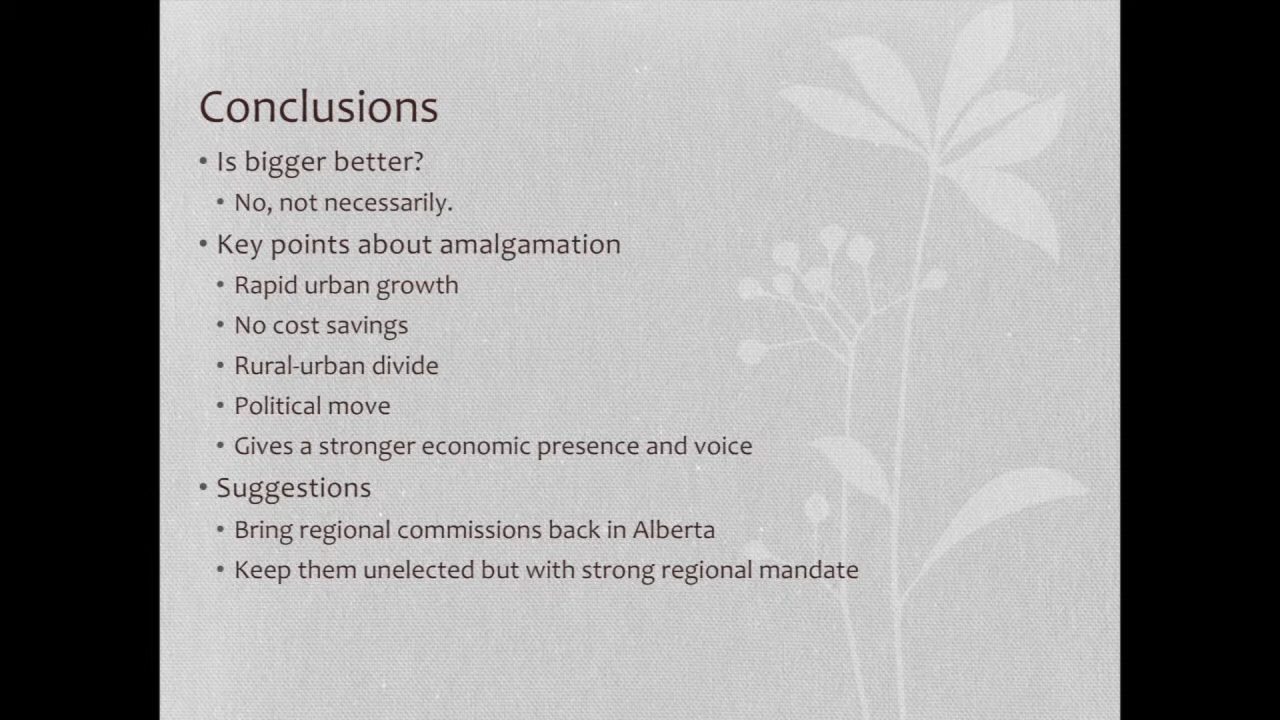 Conclusions
• Is bigger better?
• No, not necessarily.
• Key points about amalgamation
• Rapid urban growth
• No cost savings
• Rural-urban divide
• Political move
• Gives a stronger economic presence and voice
• Suggestions
• Bring regional commissions back in Alberta
• Keep them unelected but with strong regional mandate